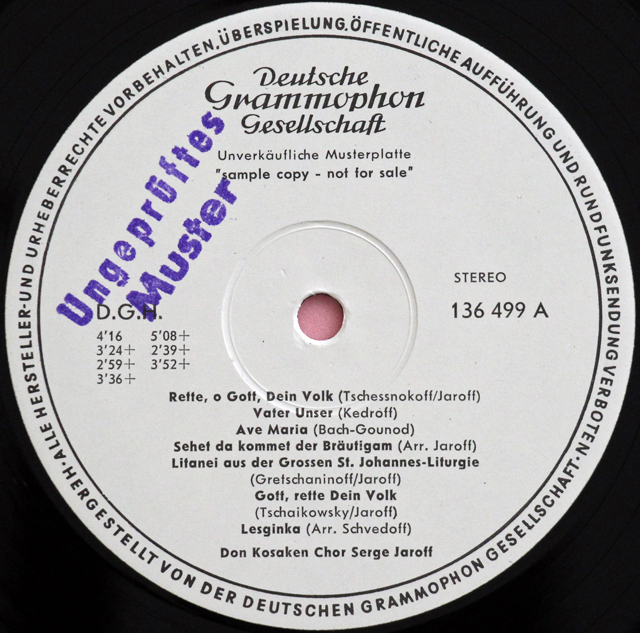 ALLE HERSTELLER- UND URHEBERRECHTE VORBEHALTEN, ÜBERSPIELUNG, ÖFFENTLICHE AUFFÜHRUNG UND RUNDFUNKSENDUNG VERBOTEN ·
Deutsche
Grammophon
Gesellschaft
Unverkäufliche Musterplatte
"sample copy - not for sale"
Ungeprüftes
Muster
STEREO
136 499 A
D.G.H.
4'16 5'08+
3'24+ 2'39+
2'59+ 3'52+
3'36+
Rette, o Gott, Dein Volk (Tschessnokoff/Jaroff)
Vater Unser (Kedroff)
Ave Maria (Bach-Gounod)
Sehet da kommet der Bräutigam (Arr. Jaroff)
Litanei aus der Grossen St. Johannes-Liturgie
(Gretschaninoff/Jaroff)
Gott, rette Dein Volk
(Tschaikowsky/Jaroff)
Lesginka (Arr. Schvedoff)
Don Kosaken Chor Serge Jaroff
HERGESTELLT VON DER DEUTSCHEN GRAMMOPHON GESELLSCHAFT ·